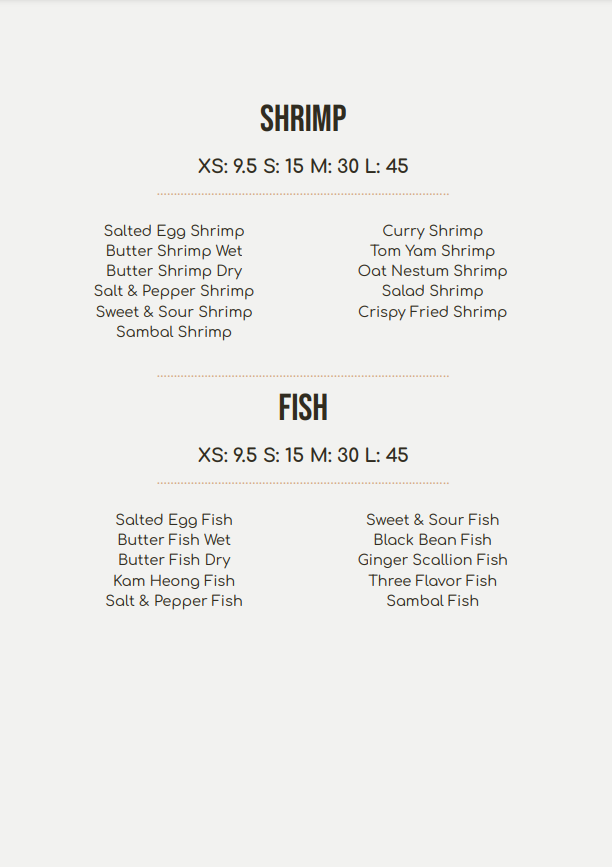 SHRIMP
XS: 9.5 S: 15 M: 30 L: 45
Salted Egg Shrimp
Butter Shrimp Wet
Butter Shrimp Dry
Salt & Pepper Shrimp
Sweet & Sour Shrimp
Sambal Shrimp
Curry Shrimp
Tom Yam Shrimp
Oat Nestum Shrimp
Salad Shrimp
Crispy Fried Shrimp
FISH
XS: 9.5 S: 15 M: 30 L: 45
Salted Egg Fish
Butter Fish Wet
Butter Fish Dry
Kam Heong Fish
Salt & Pepper Fish
Sweet & Sour Fish
Black Bean Fish
Ginger Scallion Fish
Three Flavor Fish
Sambal Fish